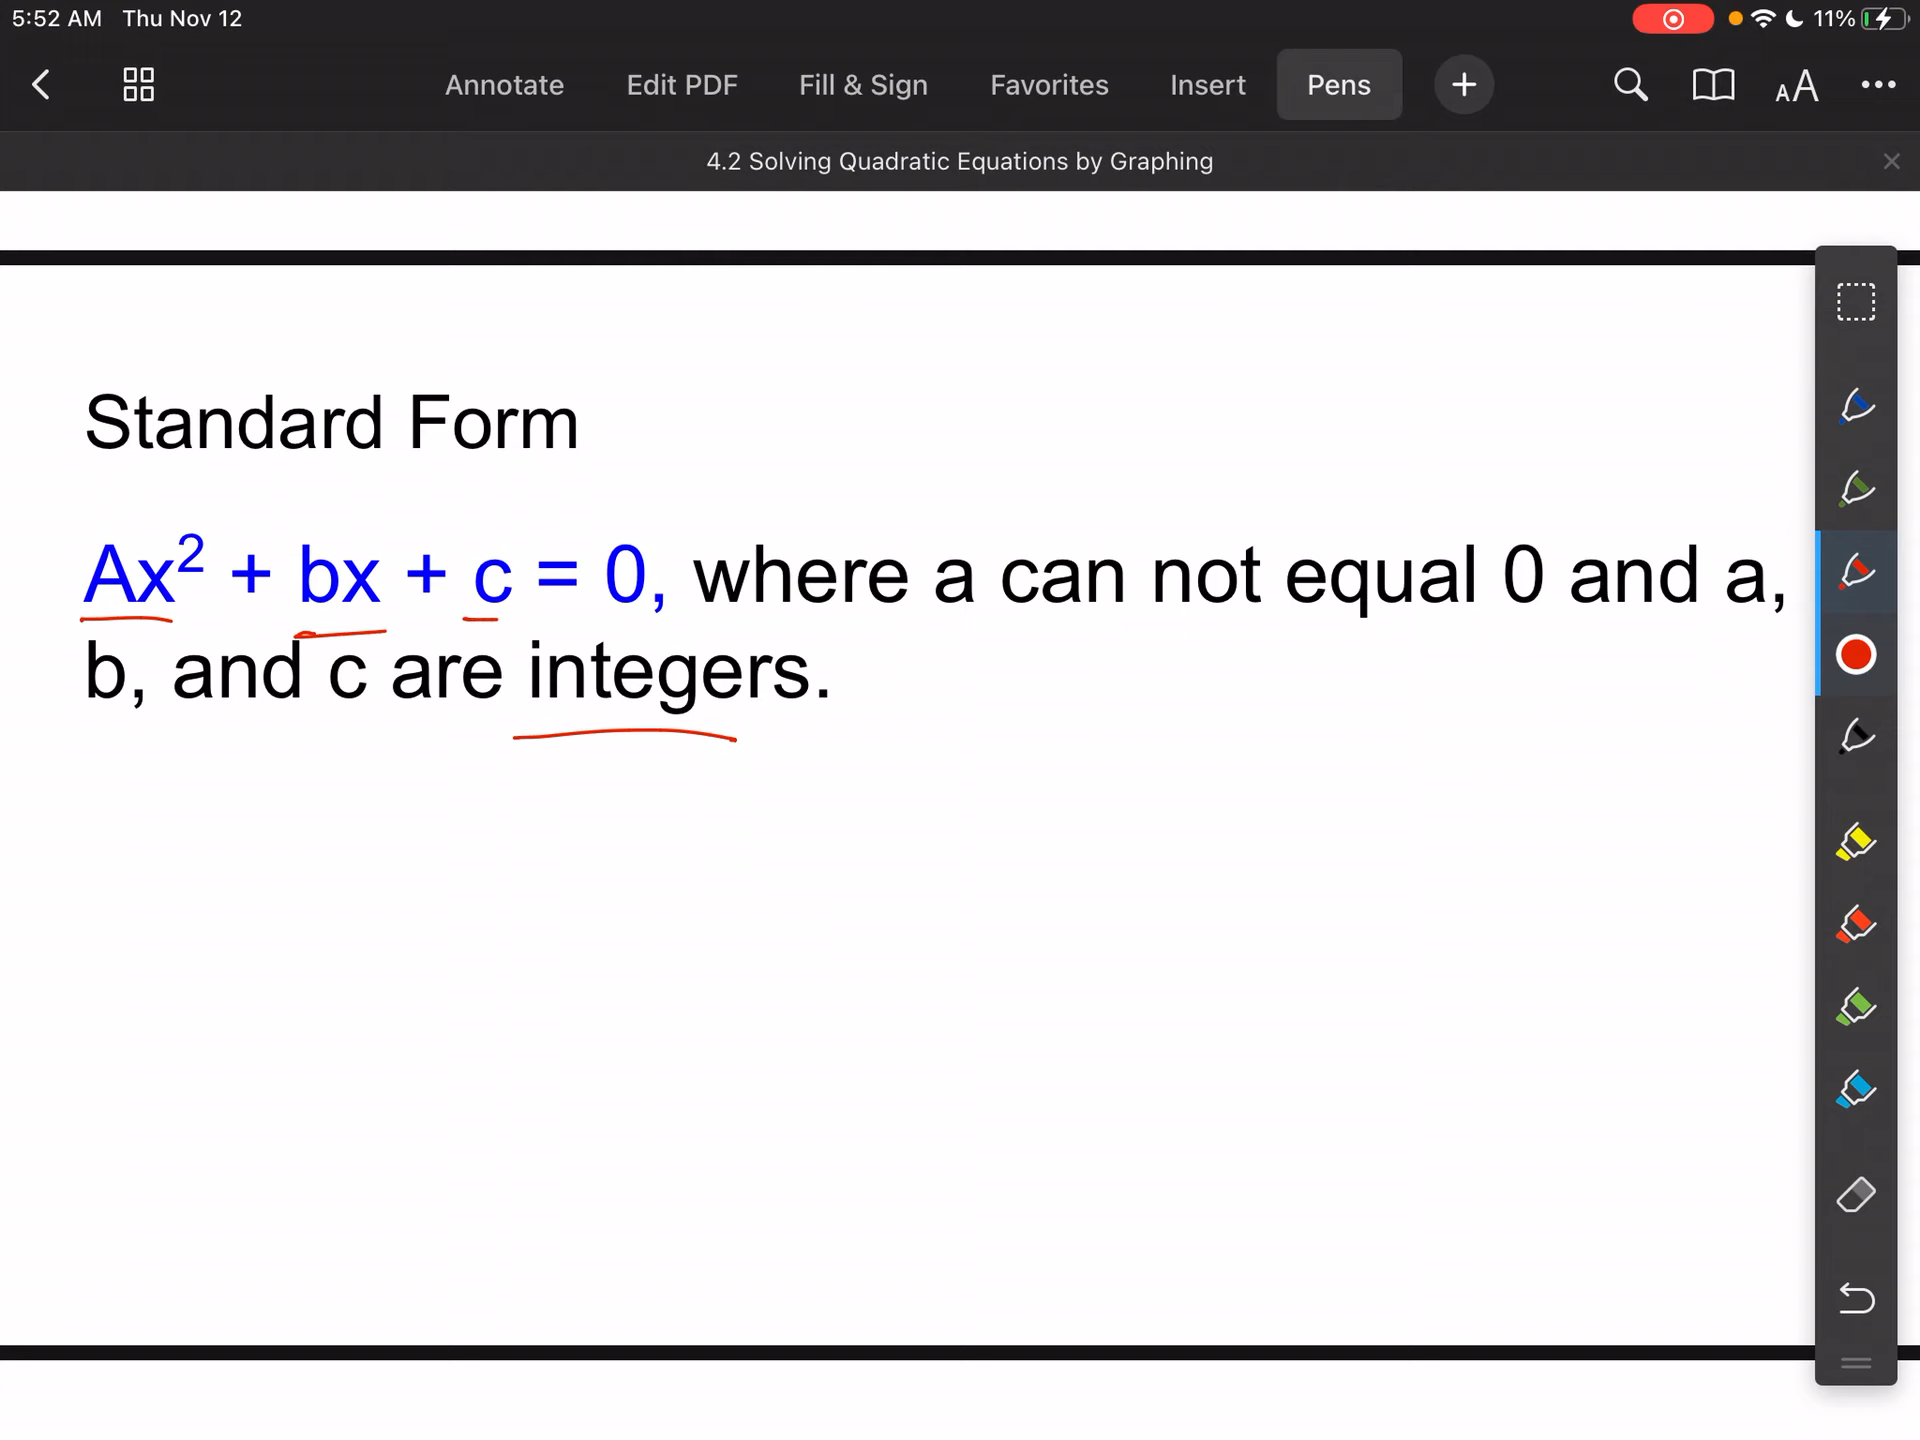 5:52 AM Thu Nov 12 11%
Annotate Edit PDF Fill & Sign Favorites Insert Pens + AA
4.2 Solving Quadratic Equations by Graphing
Standard Form
Ax² + bx + c = 0, where a can not equal 0 and a,
b, and c are integers.